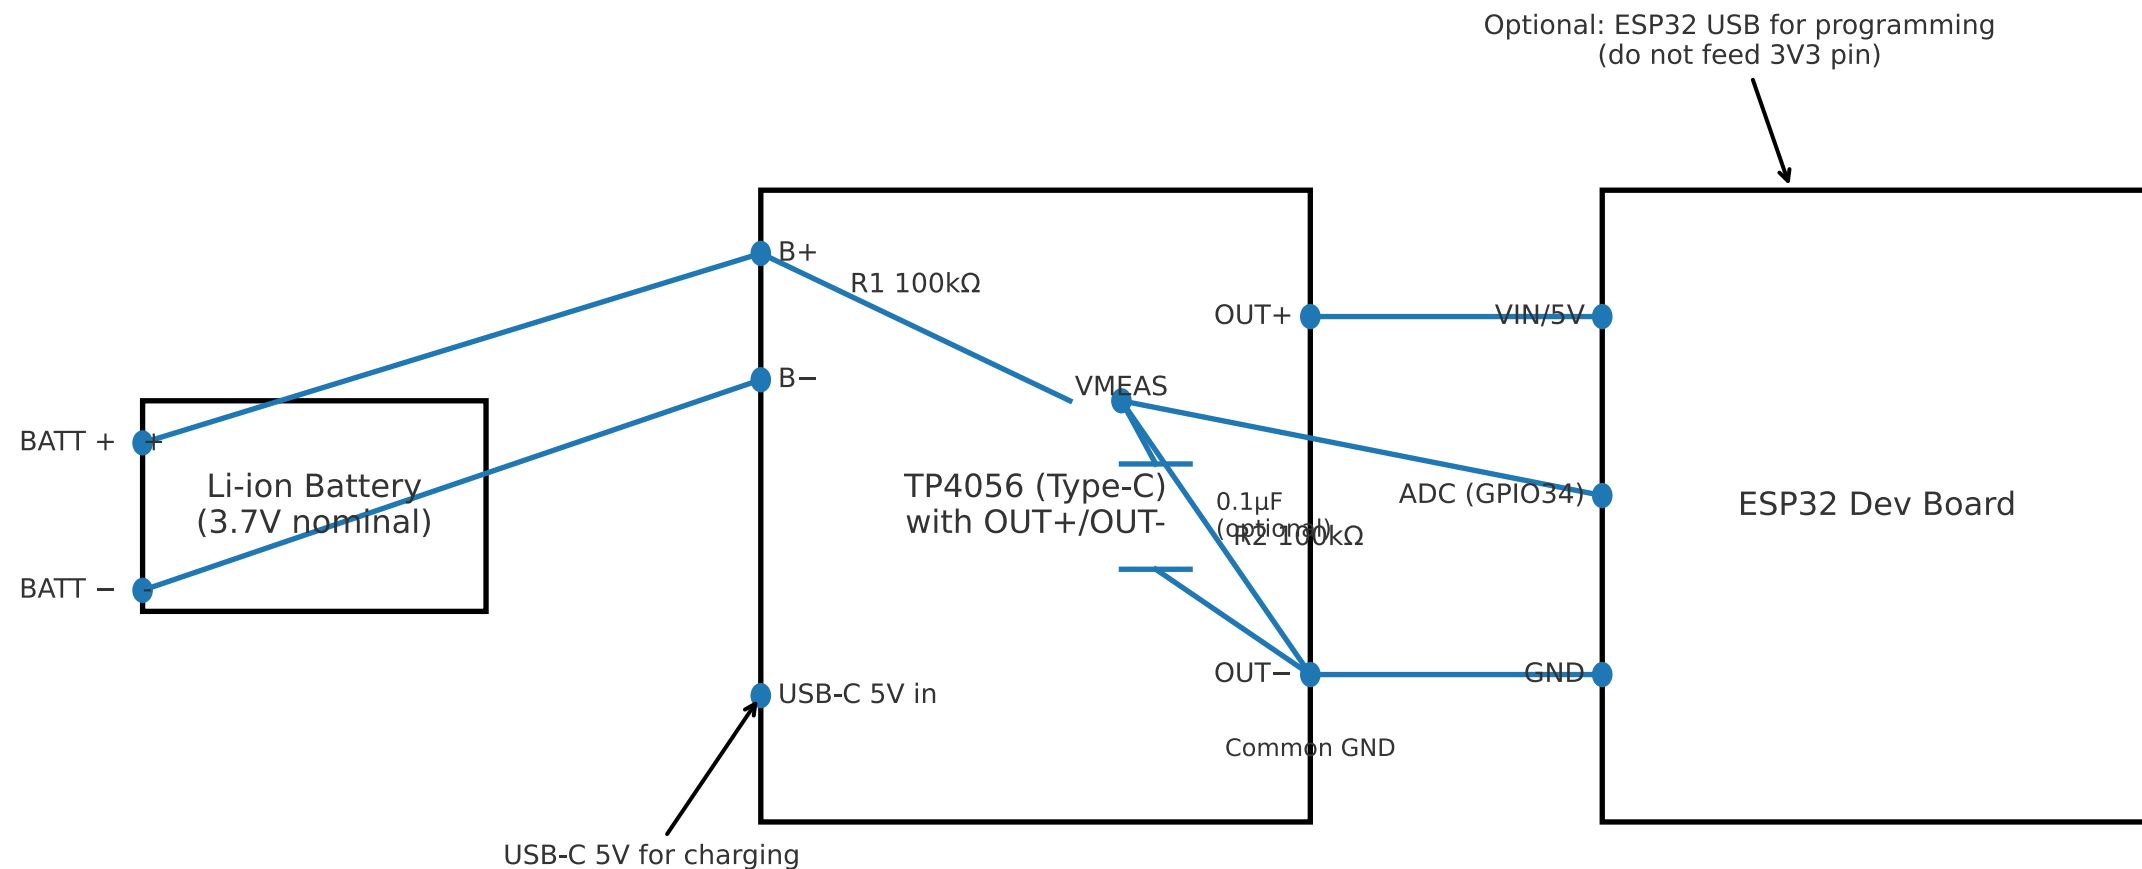 Optional: ESP32 USB for programming
(do not feed 3V3 pin)
B+
R1 100kΩ
OUT+
VIN/5V
B−
VMEAS
BATT +
+
Li-ion Battery
(3.7V nominal)
TP4056 (Type-C)
with OUT+/OUT-
0.1µF
(optional)
R2 100kΩ
ADC (GPIO34)
ESP32 Dev Board
BATT −
-
OUT−
GND
USB-C 5V in
Common GND
USB-C 5V for charging